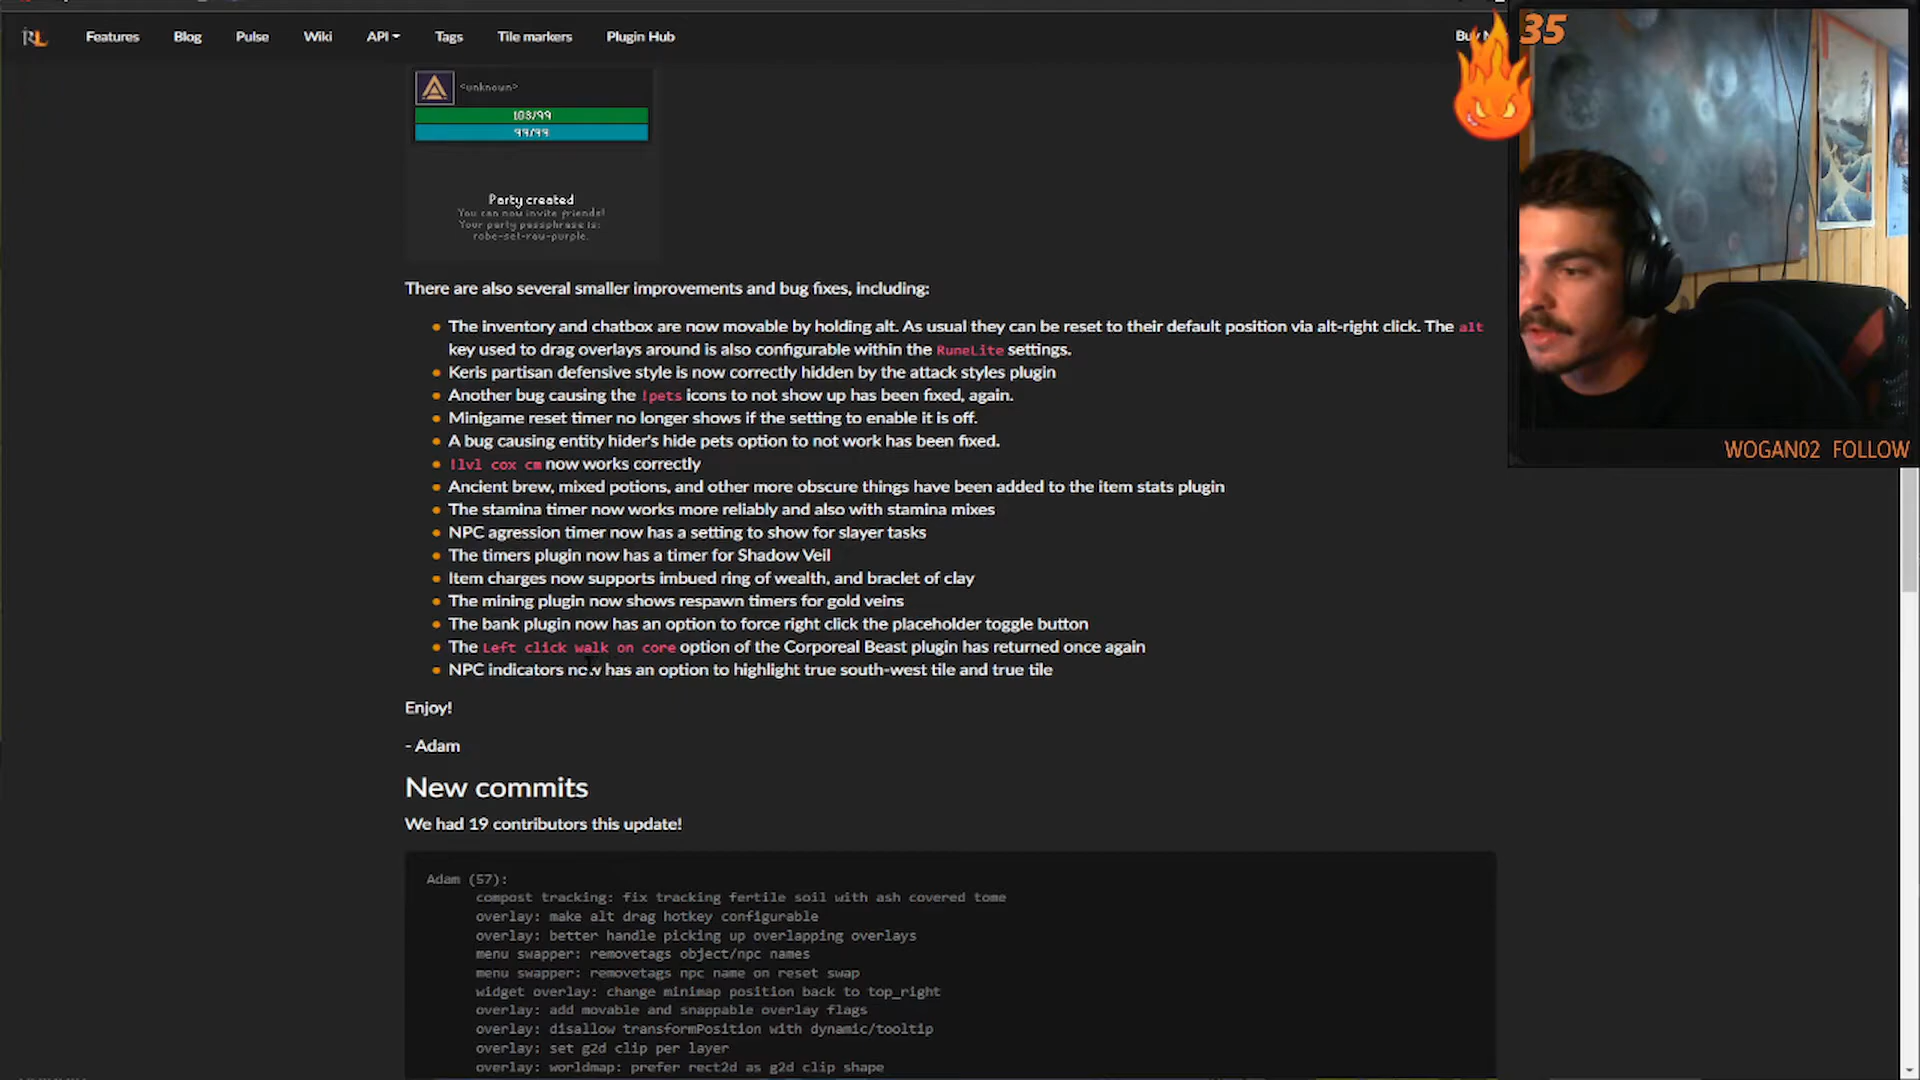 RL Features Blog Pulse Wiki API Tags Tile markers Plugin Hub
35
<unknown>
103/99
99/99
Party created
You can now invite friends!
Your party passphrase is:
robe-set-raw-purple.
There are also several smaller improvements and bug fixes, including:
The inventory and chatbox are now movable by holding alt. As usual they can be reset to their default position via alt-right click. The alt
key used to drag overlays around is also configurable within the RuneLite settings.
Keris partisan defensive style is now correctly hidden by the attack styles plugin
Another bug causing the !pets icons to not show up has been fixed, again.
Minigame reset timer no longer shows if the setting to enable it is off.
A bug causing entity hider's hide pets option to not work has been fixed.
!lvl cox cm now works correctly
Ancient brew, mixed potions, and other more obscure things have been added to the item stats plugin
The stamina timer now works more reliably and also with stamina mixes
NPC agression timer now has a setting to show for slayer tasks
The timers plugin now has a timer for Shadow Veil
Item charges now supports imbued ring of wealth, and braclet of clay
The mining plugin now shows respawn timers for gold veins
The bank plugin now has an option to force right click the placeholder toggle button
The Left click walk on core option of the Corporeal Beast plugin has returned once again
NPC indicators now has an option to highlight true south-west tile and true tile
WOGAN02 FOLLOW
Enjoy!
- Adam
New commits
We had 19 contributors this update!
Adam (57):
compost tracking: fix tracking fertile soil with ash covered tome
overlay: make alt drag hotkey configurable
overlay: better handle picking up overlapping overlays
menu swapper: removetags object/npc names
menu swapper: removetags npc name on reset swap
widget overlay: change minimap position back to top_right
overlay: add movable and snappable overlay flags
overlay: disallow transformPosition with dynamic/tooltip
overlay: set g2d clip per layer
overlay: worldmap: prefer rect2d as g2d clip shape